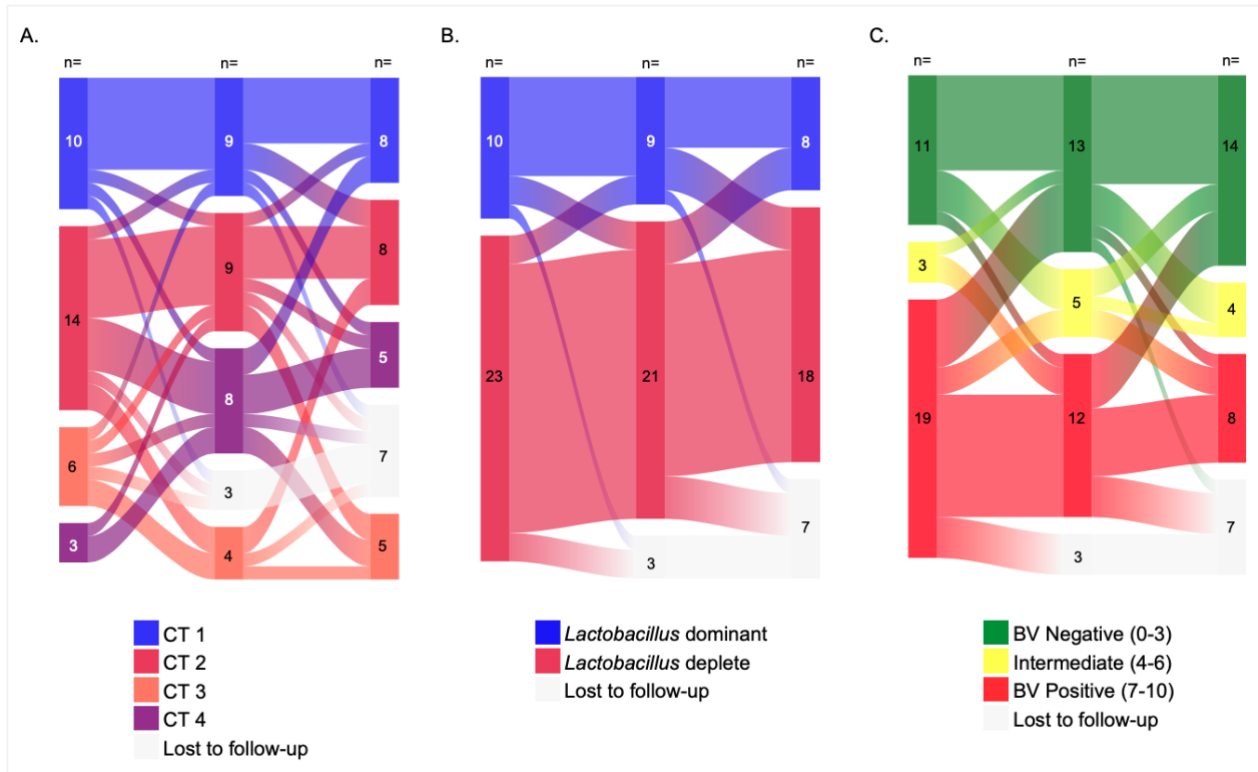 A.
n=
n=
n=
10
14
6
3
9
9
8
3
4
8
8
5
7
5
CT 1
CT 2
CT 3
CT 4
Lost to follow-up
B.
n=
n=
n=
10
23
9
21
3
8
18
7
Lactobacillus dominant
Lactobacillus deplete
Lost to follow-up
C.
n=
n=
n=
11
3
19
13
5
12
3
14
4
8
7
BV Negative (0-3)
Intermediate (4-6)
BV Positive (7-10)
Lost to follow-up